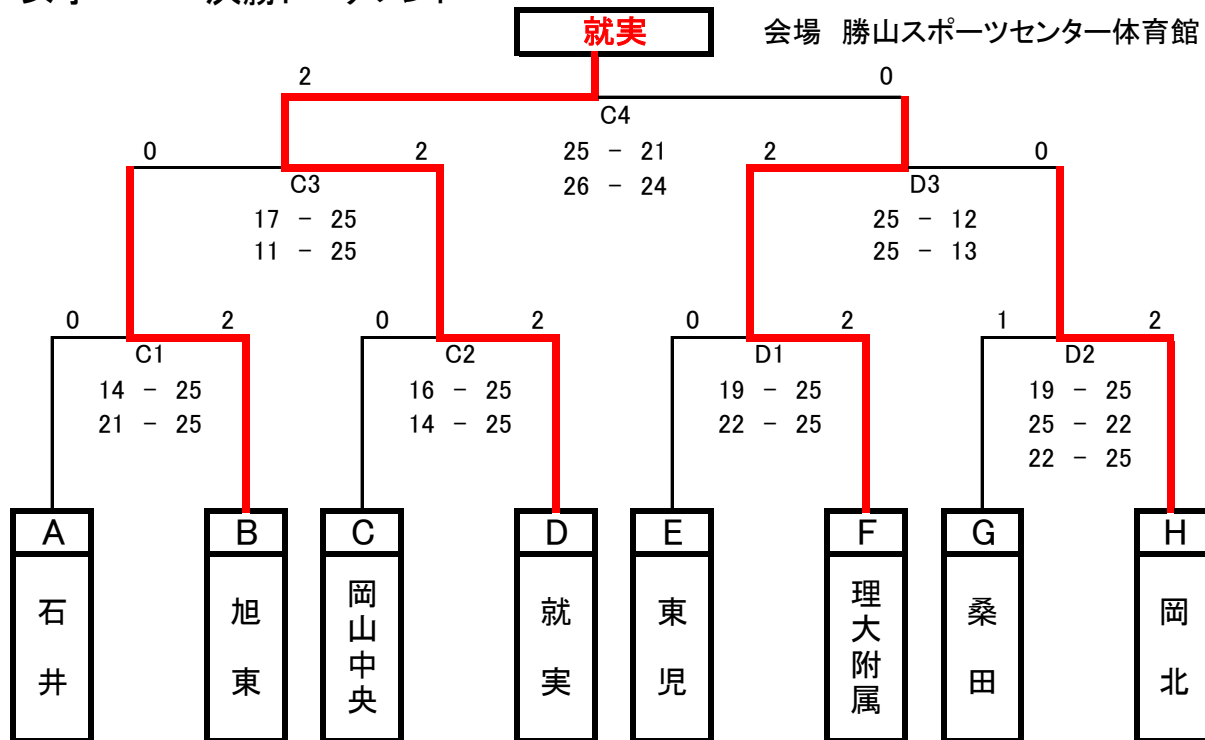 就実
会場 勝山スポーツセンター体育館
2 0
C4
25 - 21
26 - 24
0 2
C3
17 - 25
11 - 25
2 0
D3
25 - 12
25 - 13
0 2
C1
14 - 25
21 - 25
0 2
C2
16 - 25
14 - 25
0 2
D1
19 - 25
22 - 25
1 2
D2
19 - 25
25 - 22
22 - 25
A B C D E F G H
石井
旭東
岡山中央
就実
東児
理大附属
桑田
岡北